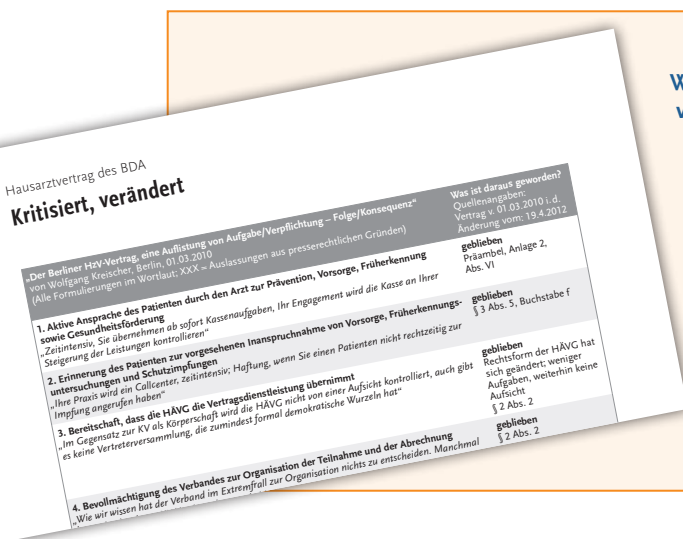 Hausarztvertrag des BDA
Kritisiert, verändert
„Der Berliner HzV-Vertrag, eine Auflistung von Aufgabe/Verpflichtung – Folge/Konsequenz“
von Wolfgang Kreischer, Berlin, 01.03.2010
(Alle Formulierungen im Wortlaut; XXX = Auslassungen aus presserechtlichen Gründen)
Was ist daraus geworden?
Quellenangaben:
Vertrag v. 01.03.2010 i. d.
Änderung vom: 19.4.2012
1. Aktive Ansprache des Patienten durch den Arzt zur Prävention, Vorsorge, Früherkennung
sowie Gesundheitsförderung
„Zeitintensiv, Sie übernehmen ab sofort Kassenaufgaben, Ihr Engagement wird die Kasse an Ihrer
Steigerung der Leistungen kontrollieren“
geblieben
Präambel, Anlage 2,
Abs. VI
2. Erinnerung des Patienten zur vorgesehenen Inanspruchnahme von Vorsorge, Früherkennungs-
untersuchungen und Schutzimpfungen
„Ihre Praxis wird ein Callcenter, zeitintensiv; Haftung, wenn Sie einen Patienten nicht rechtzeitig zur
Impfung angerufen haben“
geblieben
§ 3 Abs. 5, Buchstabe f
3. Bereitschaft, dass die HÄVG die Vertragsdienstleistung übernimmt
„Im Gegensatz zur KV als Körperschaft wird die HÄVG nicht von einer Aufsicht kontrolliert, auch gibt
es keine Vertreterversammlung, die zumindest formal demokratische Wurzeln hat“
geblieben
Rechtsform der HÄVG hat
sich geändert; weniger
Aufgaben, weiterhin keine
Aufsicht
§ 2 Abs. 2
4. Bevollmächtigung des Verbandes zur Organisation der Teilnahme und der Abrechnung
„Wie wir wissen hat der Verband im Extremfall zur Organisation nichts zu entscheiden. Manchmal
geblieben
§ 2 Abs. 2